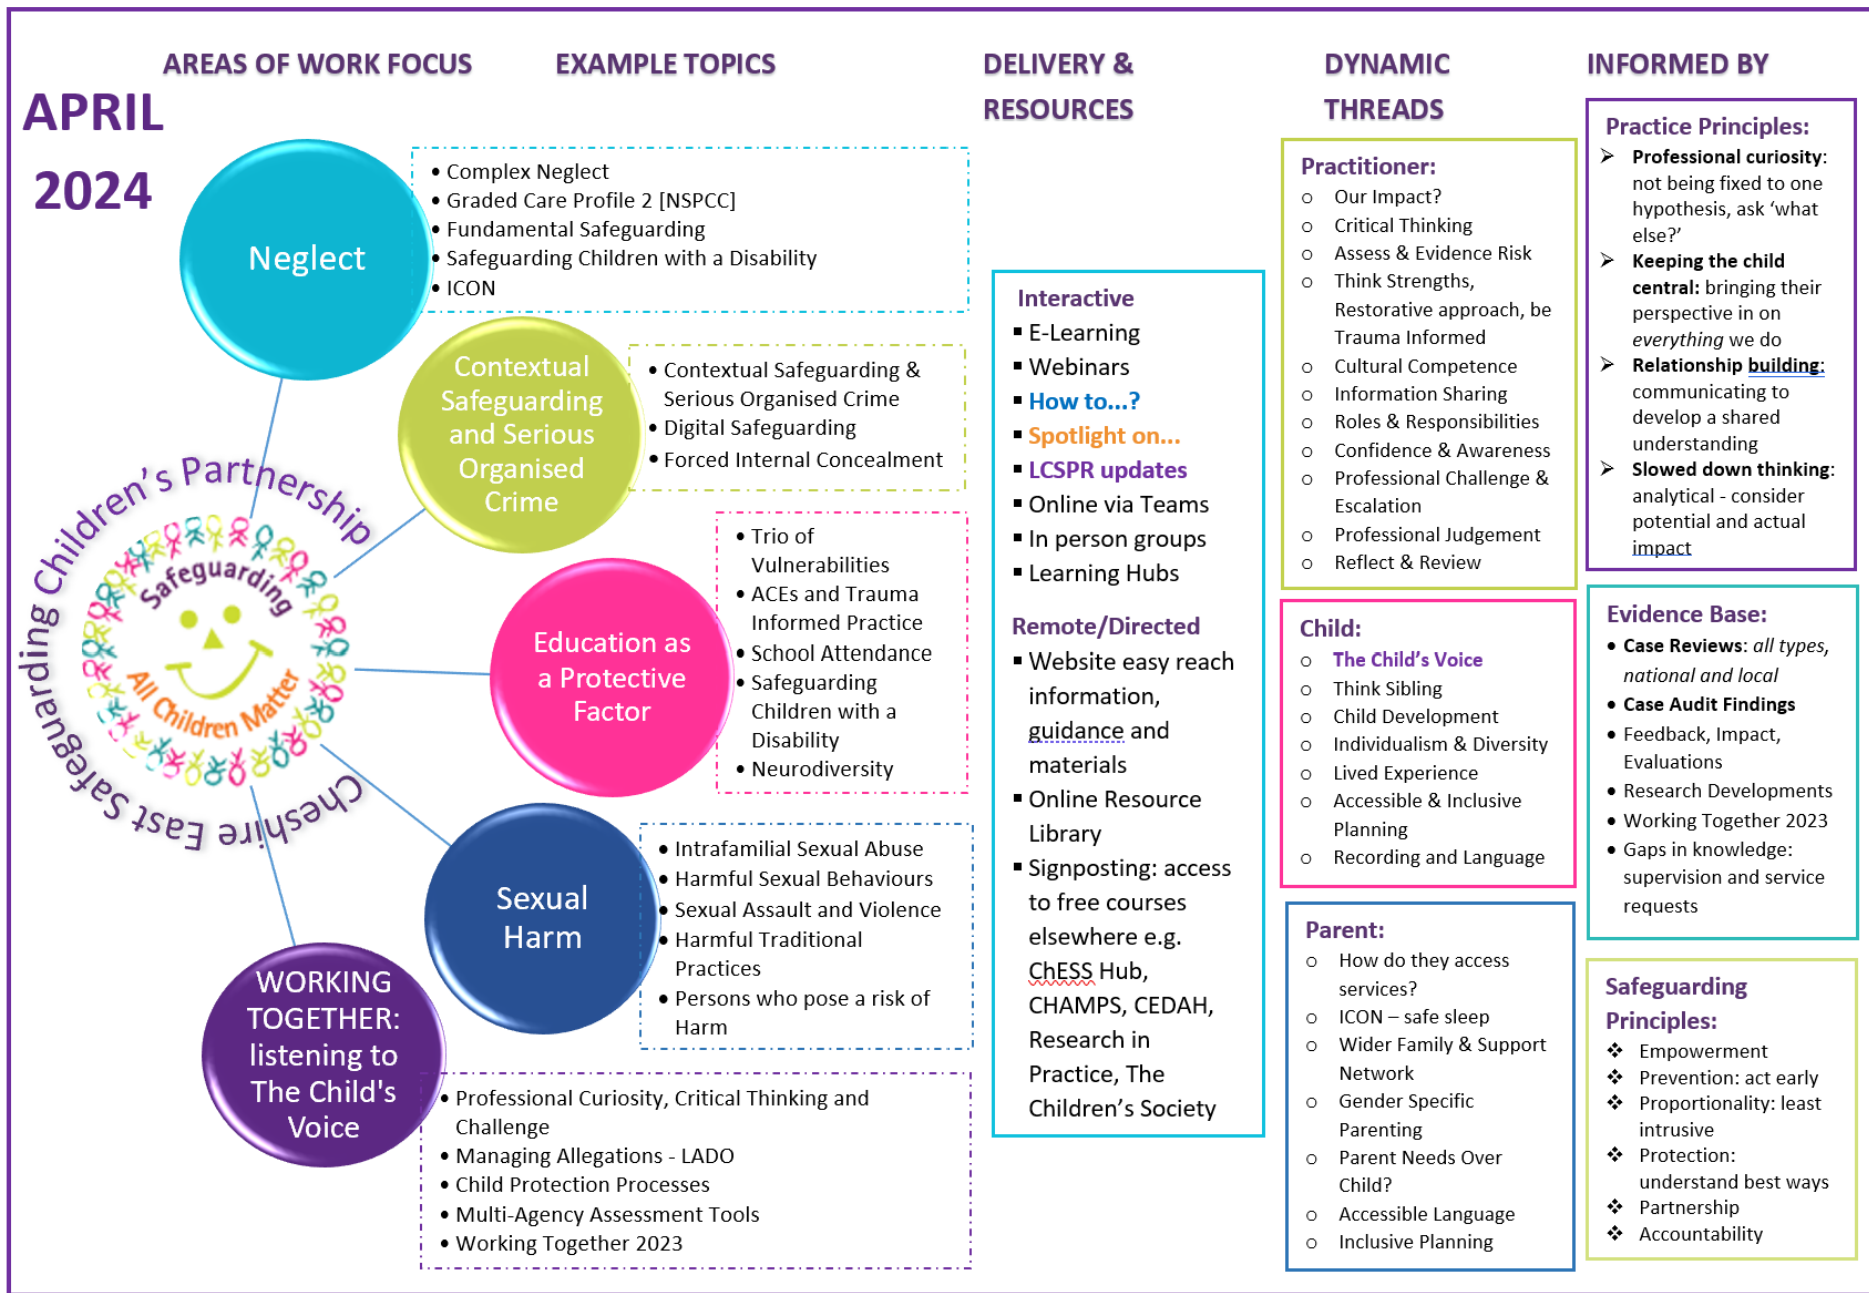 APRIL
2024
AREAS OF WORK FOCUS
EXAMPLE TOPICS
DELIVERY &
RESOURCES
DYNAMIC
THREADS
INFORMED BY
Cheshire East Safeguarding Children's Partnership
Safeguarding
All Children Matter
Neglect
• Complex Neglect
• Graded Care Profile 2 [NSPCC]
• Fundamental Safeguarding
• Safeguarding Children with a Disability
• ICON
Contextual
Safeguarding
and Serious
Organised
Crime
• Contextual Safeguarding &
Serious Organised Crime
• Digital Safeguarding
• Forced Internal Concealment
Education as
a Protective
Factor
• Trio of
Vulnerabilities
• ACEs and Trauma
Informed Practice
• School Attendance
• Safeguarding
Children with a
Disability
• Neurodiversity
Sexual
Harm
• Intrafamilial Sexual Abuse
• Harmful Sexual Behaviours
• Sexual Assault and Violence
• Harmful Traditional
Practices
• Persons who pose a risk of
Harm
WORKING
TOGETHER:
listening to
The Child's
Voice
• Professional Curiosity, Critical Thinking and
Challenge
• Managing Allegations - LADO
• Child Protection Processes
• Multi-Agency Assessment Tools
• Working Together 2023
Interactive
▪ E-Learning
▪ Webinars
▪ How to...?
▪ Spotlight on...
▪ LCSPR updates
▪ Online via Teams
▪ In person groups
▪ Learning Hubs
Remote/Directed
▪ Website easy reach
information,
guidance and
materials
▪ Online Resource
Library
▪ Signposting: access
to free courses
elsewhere e.g.
ChESS Hub,
CHAMPS, CEDAH,
Research in
Practice, The
Children's Society
Practitioner:
o Our Impact?
o Critical Thinking
o Assess & Evidence Risk
o Think Strengths,
Restorative approach, be
Trauma Informed
o Cultural Competence
o Information Sharing
o Roles & Responsibilities
o Confidence & Awareness
o Professional Challenge &
Escalation
o Professional Judgement
o Reflect & Review
Child:
o The Child's Voice
o Think Sibling
o Child Development
o Individualism & Diversity
o Lived Experience
o Accessible & Inclusive
Planning
o Recording and Language
Parent:
o How do they access
services?
o ICON – safe sleep
o Wider Family & Support
Network
o Gender Specific
Parenting
o Parent Needs Over
Child?
o Accessible Language
o Inclusive Planning
Practice Principles:
➢ Professional curiosity:
not being fixed to one
hypothesis, ask 'what
else?'
➢ Keeping the child
central: bringing their
perspective in on
everything we do
➢ Relationship building:
communicating to
develop a shared
understanding
➢ Slowed down thinking:
analytical - consider
potential and actual
impact
Evidence Base:
• Case Reviews: all types,
national and local
• Case Audit Findings
• Feedback, Impact,
Evaluations
• Research Developments
• Working Together 2023
• Gaps in knowledge:
supervision and service
requests
Safeguarding
Principles:
❖ Empowerment
❖ Prevention: act early
❖ Proportionality: least
intrusive
❖ Protection:
understand best ways
❖ Partnership
❖ Accountability